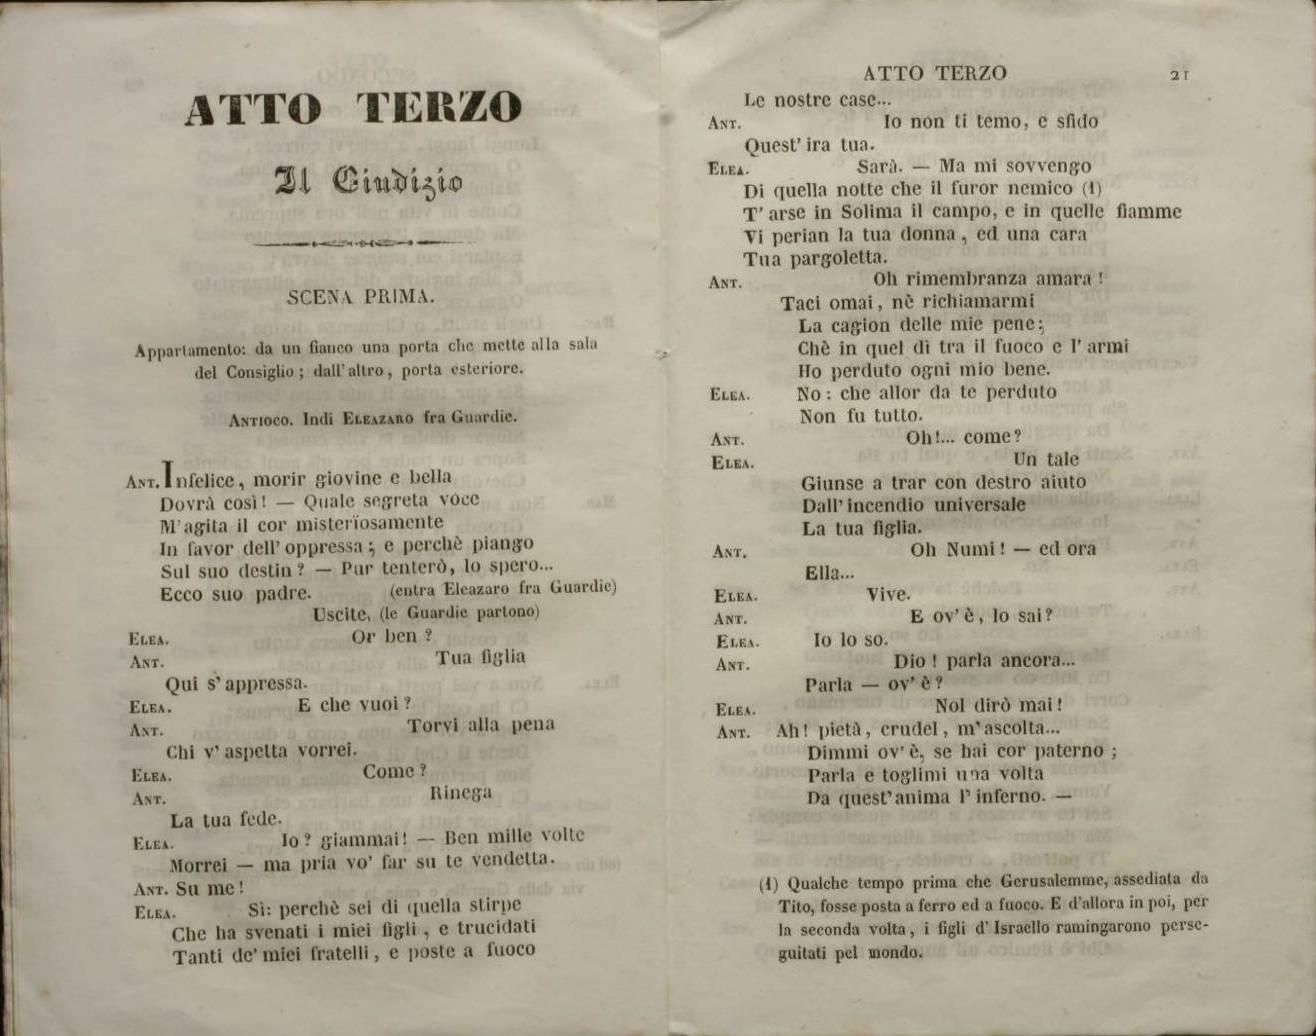 ATTO TERZO
Il Giudizio
SCENA PRIMA.
Appartamento: da un fianco una porta che mette alla sala
del Consiglio; dall'altro, porta esteriore.
ANTIOCO. Indi ELEAZARO fra Guardie.
ANT. Infelice, morir giovine e bella
Dovrà così! — Quale segreta voce
M'agita il cor misterïosamente
In favor dell'oppressa; e perchè piango
Sul suo destin? — Pur tenterò, lo spero...
Ecco suo padre. (entra Eleazaro fra Guardie)
Uscite, (le Guardie partono)
ELEA. Or ben?
ANT. Tua figlia
Qui s'appressa.
ELEA. E che vuoi?
ANT. Torvi alla pena
Chi v'aspetta vorrei.
ELEA. Come?
ANT. Rinega
La tua fede.
ELEA. Io? giammai! — Ben mille volte
Morrei — ma pria vo' far su te vendetta.
ANT. Su me!
ELEA. Sì: perchè sei di quella stirpe
Che ha svenati i miei figli, e trucidati
Tanti de' miei fratelli, e poste a fuoco
ATTO TERZO 21
Le nostre case...
ANT. Io non ti temo, e sfido
Quest'ira tua.
ELEA. Sarà. — Ma mi sovvengo
Di quella notte che il furor nemico (1)
T'arse in Solima il campo, e in quelle fiamme
Vi perian la tua donna, ed una cara
Tua pargoletta.
ANT. Oh rimembranza amara!
Taci omai, nè richiamarmi
La cagion delle mie pene;
Chè in quel dì tra il fuoco e l'armi
Ho perduto ogni mio bene.
ELEA. No: che allor da te perduto
Non fu tutto.
ANT. Oh!... come?
ELEA. Un tale
Giunse a trar con destro aiuto
Dall'incendio universale
La tua figlia.
ANT. Oh Numi! — ed ora
Ella...
ELEA. Vive.
ANT. E ov'è, lo sai?
ELEA. Io lo so.
ANT. Dio! parla ancora...
Parla — ov'è?
ELEA. Nol dirò mai!
ANT. Ah! pietà, crudel, m'ascolta...
Dimmi ov'è, se hai cor paterno;
Parla e toglimi una volta
Da quest'anima l'inferno. —
(1) Qualche tempo prima che Gerusalemme, assediata da
Tito, fosse posta a ferro ed a fuoco. E d'allora in poi, per
la seconda volta, i figli d'Israello ramingarono perse-
guitati pel mondo.